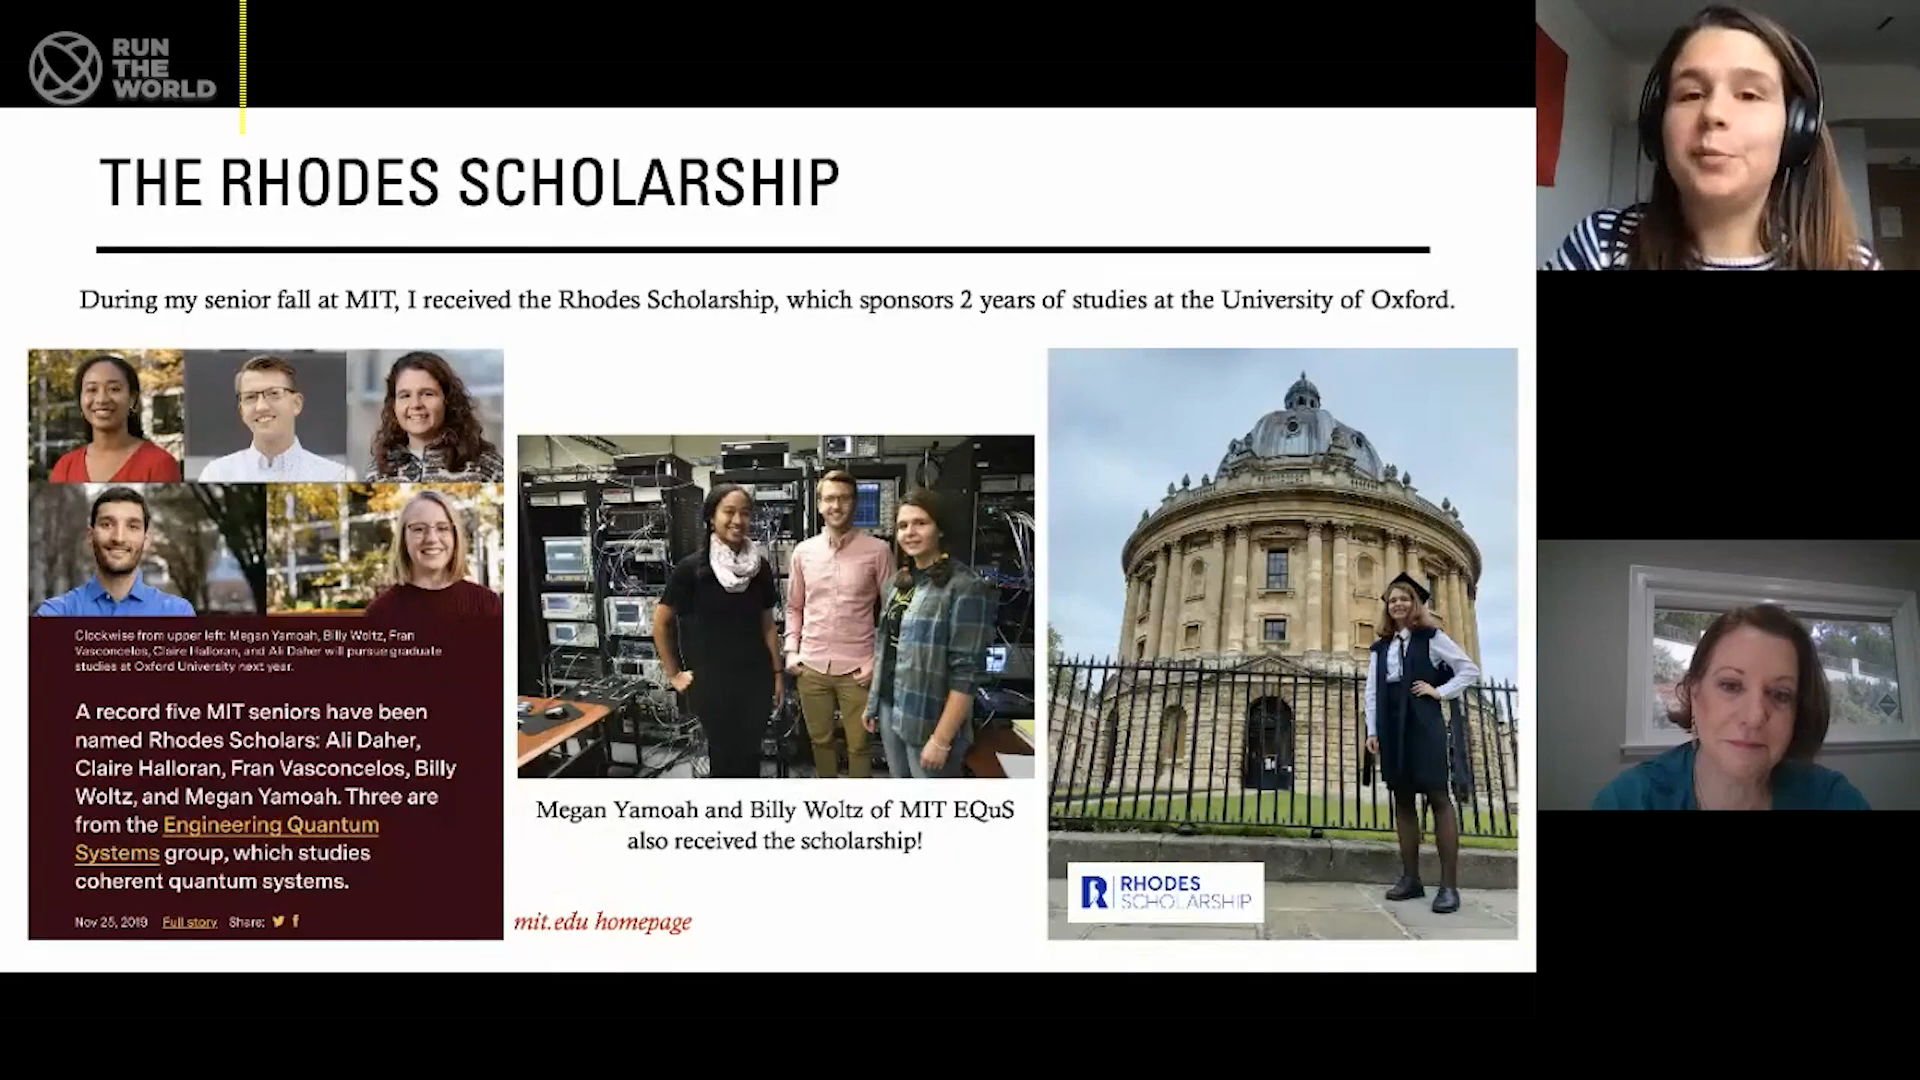 RUN
THE
WORLD
THE RHODES SCHOLARSHIP
During my senior fall at MIT, I received the Rhodes Scholarship, which sponsors 2 years of studies at the University of Oxford.
Clockwise from upper left: Megan Yamoah, Billy Woltz, Fran
Vasconcelos, Claire Halloran, and Ali Daher will pursue graduate
studies at Oxford University next year.
A record five MIT seniors have been
named Rhodes Scholars: Ali Daher,
Claire Halloran, Fran Vasconcelos, Billy
Woltz, and Megan Yamoah. Three are
from the Engineering Quantum
Systems group, which studies
coherent quantum systems.
Nov 25, 2019 Full story Share:
Megan Yamoah and Billy Woltz of MIT EQuS
also received the scholarship!
mit.edu homepage
RHODES
SCHOLARSHIP